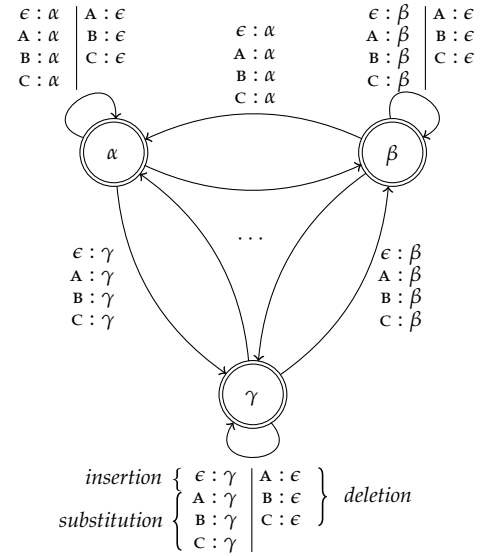 ϵ : α | A : ϵ
A : α | B : ϵ
B : α | C : ϵ
C : α
ϵ : α
A : α
B : α
C : α
ϵ : β | A : ϵ
A : β | B : ϵ
B : β | C : ϵ
C : β
α
β
...
ϵ : γ
A : γ
B : γ
C : γ
ϵ : β
A : β
B : β
C : β
γ
insertion { ϵ : γ | A : ϵ
A : γ | B : ϵ } deletion
substitution { B : γ | C : ϵ
C : γ